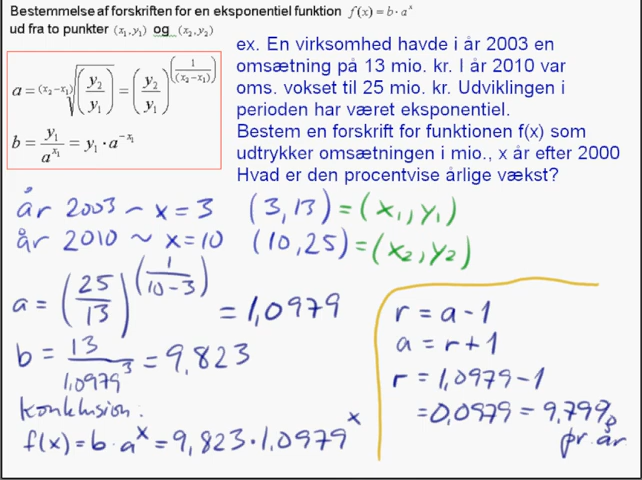 Bestemmelse af forskriften for en eksponentiel funktion f(x) = b · a^x
ud fra to punkter (x₁,y₁) og (x₂,y₂)
a = ^(x₂−x₁)√(y₂/y₁) = (y₂/y₁)^(1/(x₂−x₁))
b = y₁/a^x₁ = y₁ · a^−x₁
ex. En virksomhed havde i år 2003 en
omsætning på 13 mio. kr. I år 2010 var
oms. vokset til 25 mio. kr. Udviklingen i
perioden har været eksponentiel.
Bestem en forskrift for funktionen f(x) som
udtrykker omsætningen i mio., x år efter 2000
Hvad er den procentvise årlige vækst?
år 2003 ~ x = 3 (3,13) = (x₁,y₁)
år 2010 ~ x = 10 (10,25) = (x₂,y₂)
a = (25/13)^(1/(10−3)) = 1,0979
b = 13/1,0979³ = 9,823
konklusion:
f(x) = b · a^x = 9,823 · 1,0979^x
r = a − 1
a = r + 1
r = 1,0979 − 1
= 0,0979 = 9,79%
pr. år